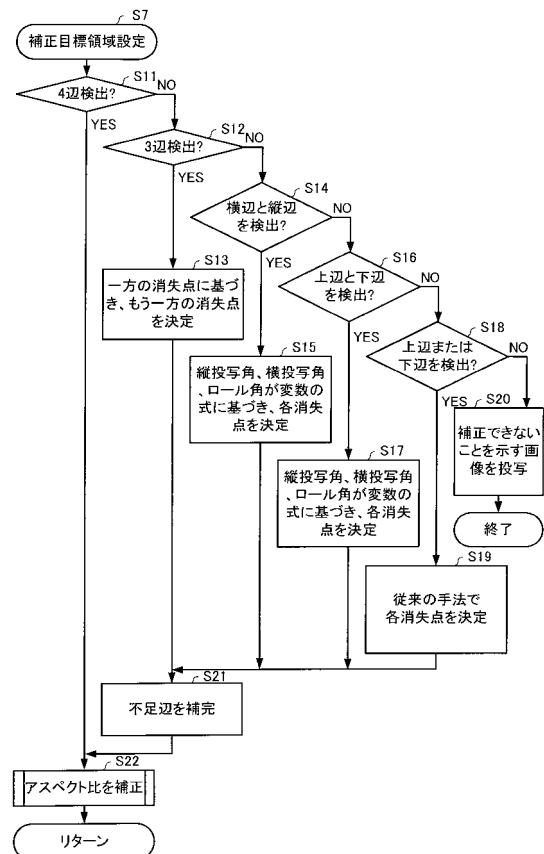 S7
補正目標領域設定
S11
4辺検出?
NO
YES
S12
3辺検出?
NO
YES
S14
横辺と縦辺
を検出?
NO
YES
S13
一方の消失点に基づ
き、もう一方の消失点
を決定
S16
上辺と下辺
を検出?
NO
YES
S15
縦投写角、横投写角
、ロール角が変数の
式に基づき、各消失
点を決定
S18
上辺または
下辺を検出?
NO
YES
S20
補正できない
ことを示す画
像を投写
終了
S17
縦投写角、横投写角
、ロール角が変数の
式に基づき、各消失
点を決定
S19
従来の手法で
各消失点を決定
S21
不足辺を補完
S22
アスペクト比を補正
リターン